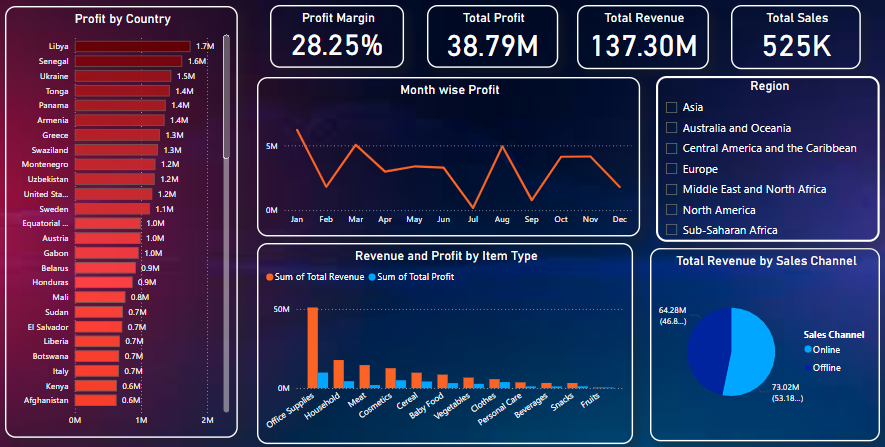 Profit by Country
Libya 1.7M
Senegal 1.6M
Ukraine 1.5M
Tonga 1.4M
Panama 1.4M
Armenia 1.4M
Greece 1.3M
Swaziland 1.3M
Montenegro 1.2M
Uzbekistan 1.2M
United Sta... 1.2M
Sweden 1.1M
Equatorial ... 1.0M
Austria 1.0M
Gabon 1.0M
Belarus 0.9M
Honduras 0.9M
Mali 0.8M
Sudan 0.7M
El Salvador 0.7M
Liberia 0.7M
Botswana 0.7M
Italy 0.7M
Kenya 0.6M
Afghanistan 0.6M
0M 1M 2M
Profit Margin
28.25%
Total Profit
38.79M
Total Revenue
137.30M
Total Sales
525K
Month wise Profit
5M
0M
Jan Feb Mar Apr May Jun Jul Aug Sep Oct Nov Dec
Region
Asia
Australia and Oceania
Central America and the Caribbean
Europe
Middle East and North Africa
North America
Sub-Saharan Africa
Revenue and Profit by Item Type
Sum of Total Revenue Sum of Total Profit
50M
0M
Office Supplies Household Meat Cosmetics Cereal Baby Food Vegetables Clothes Personal Care Beverages Snacks Fruits
Total Revenue by Sales Channel
64.28M
(46.8...)
73.02M
(53.18...)
Sales Channel
Online
Offline